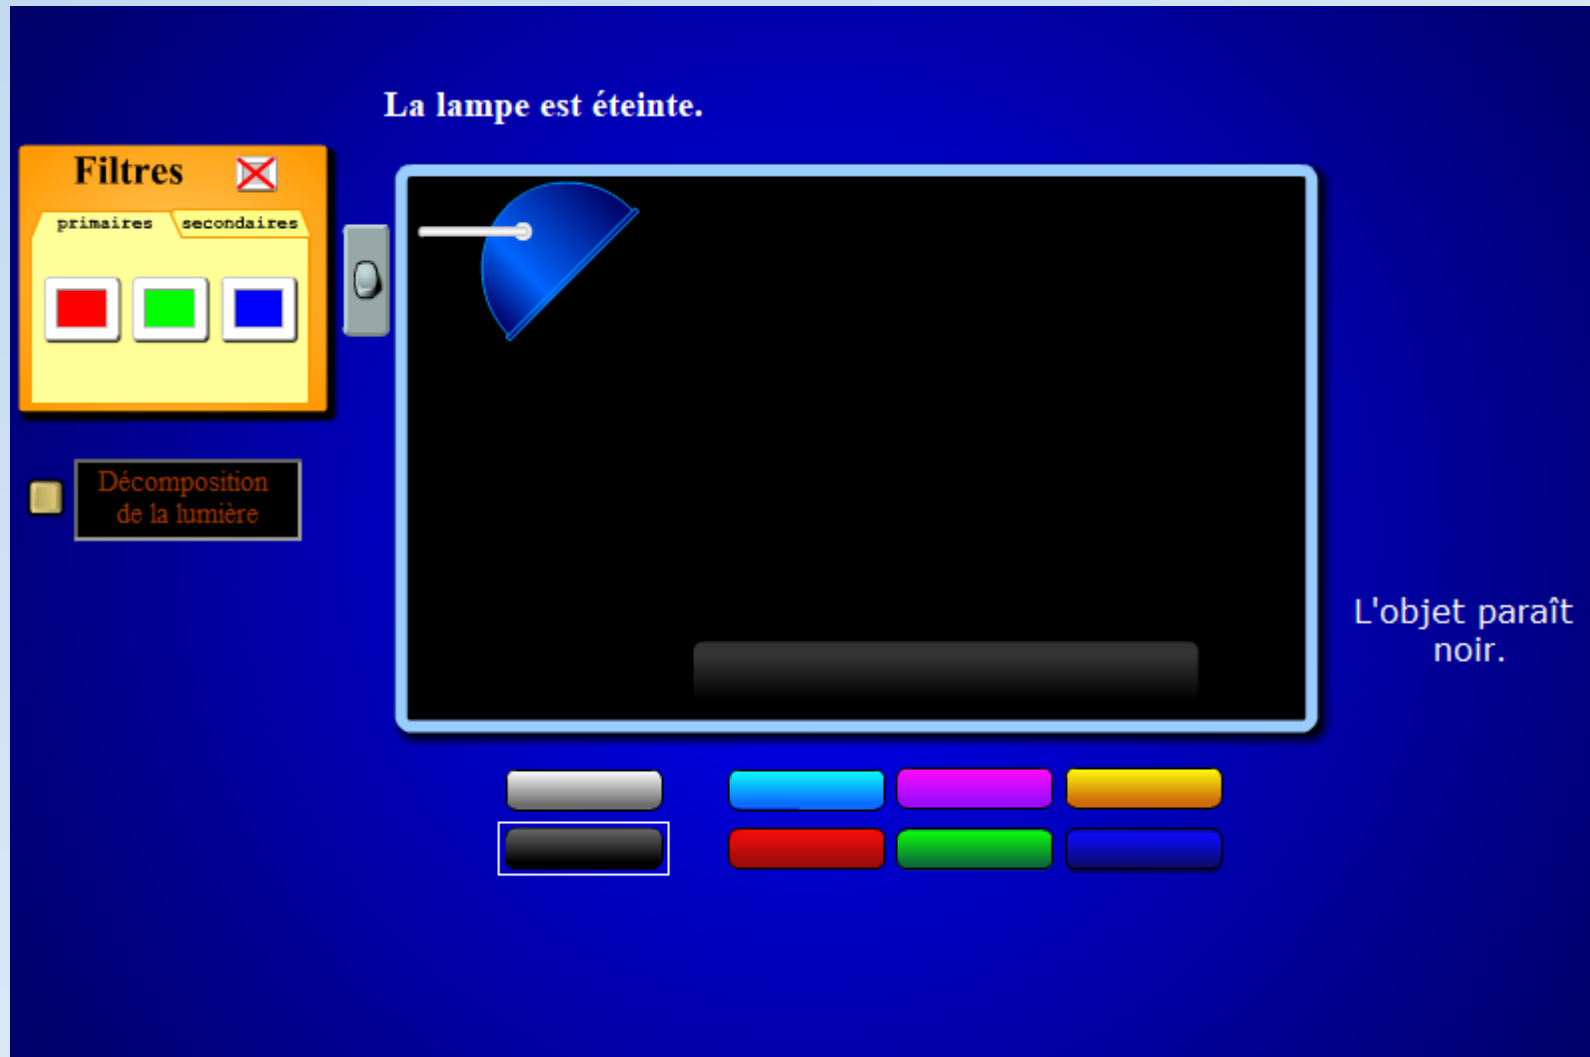 La lampe est éteinte.
Filtres
primaires
secondaires
Décomposition
de la lumière
L'objet paraît
noir.